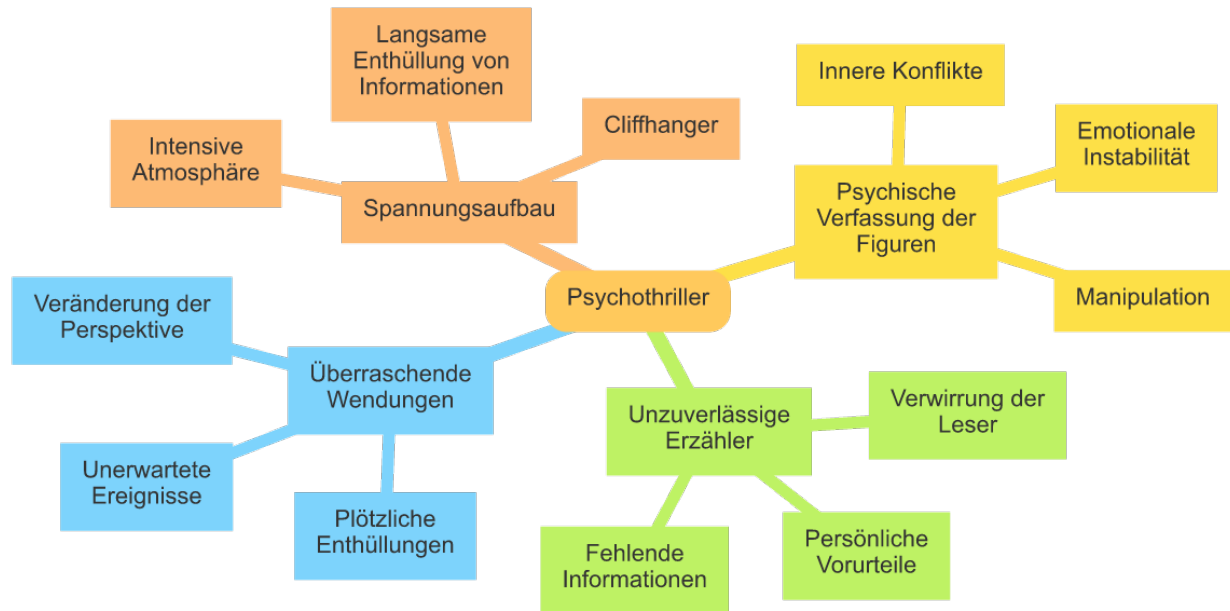 Langsame
Enthüllung von
Informationen
Cliffhanger
Intensive
Atmosphäre
Spannungsaufbau
Innere Konflikte
Emotionale
Instabilität
Psychische
Verfassung der
Figuren
Manipulation
Psychothriller
Veränderung der
Perspektive
Überraschende
Wendungen
Unerwartete
Ereignisse
Plötzliche
Enthüllungen
Unzuverlässige
Erzähler
Verwirrung der
Leser
Fehlende
Informationen
Persönliche
Vorurteile